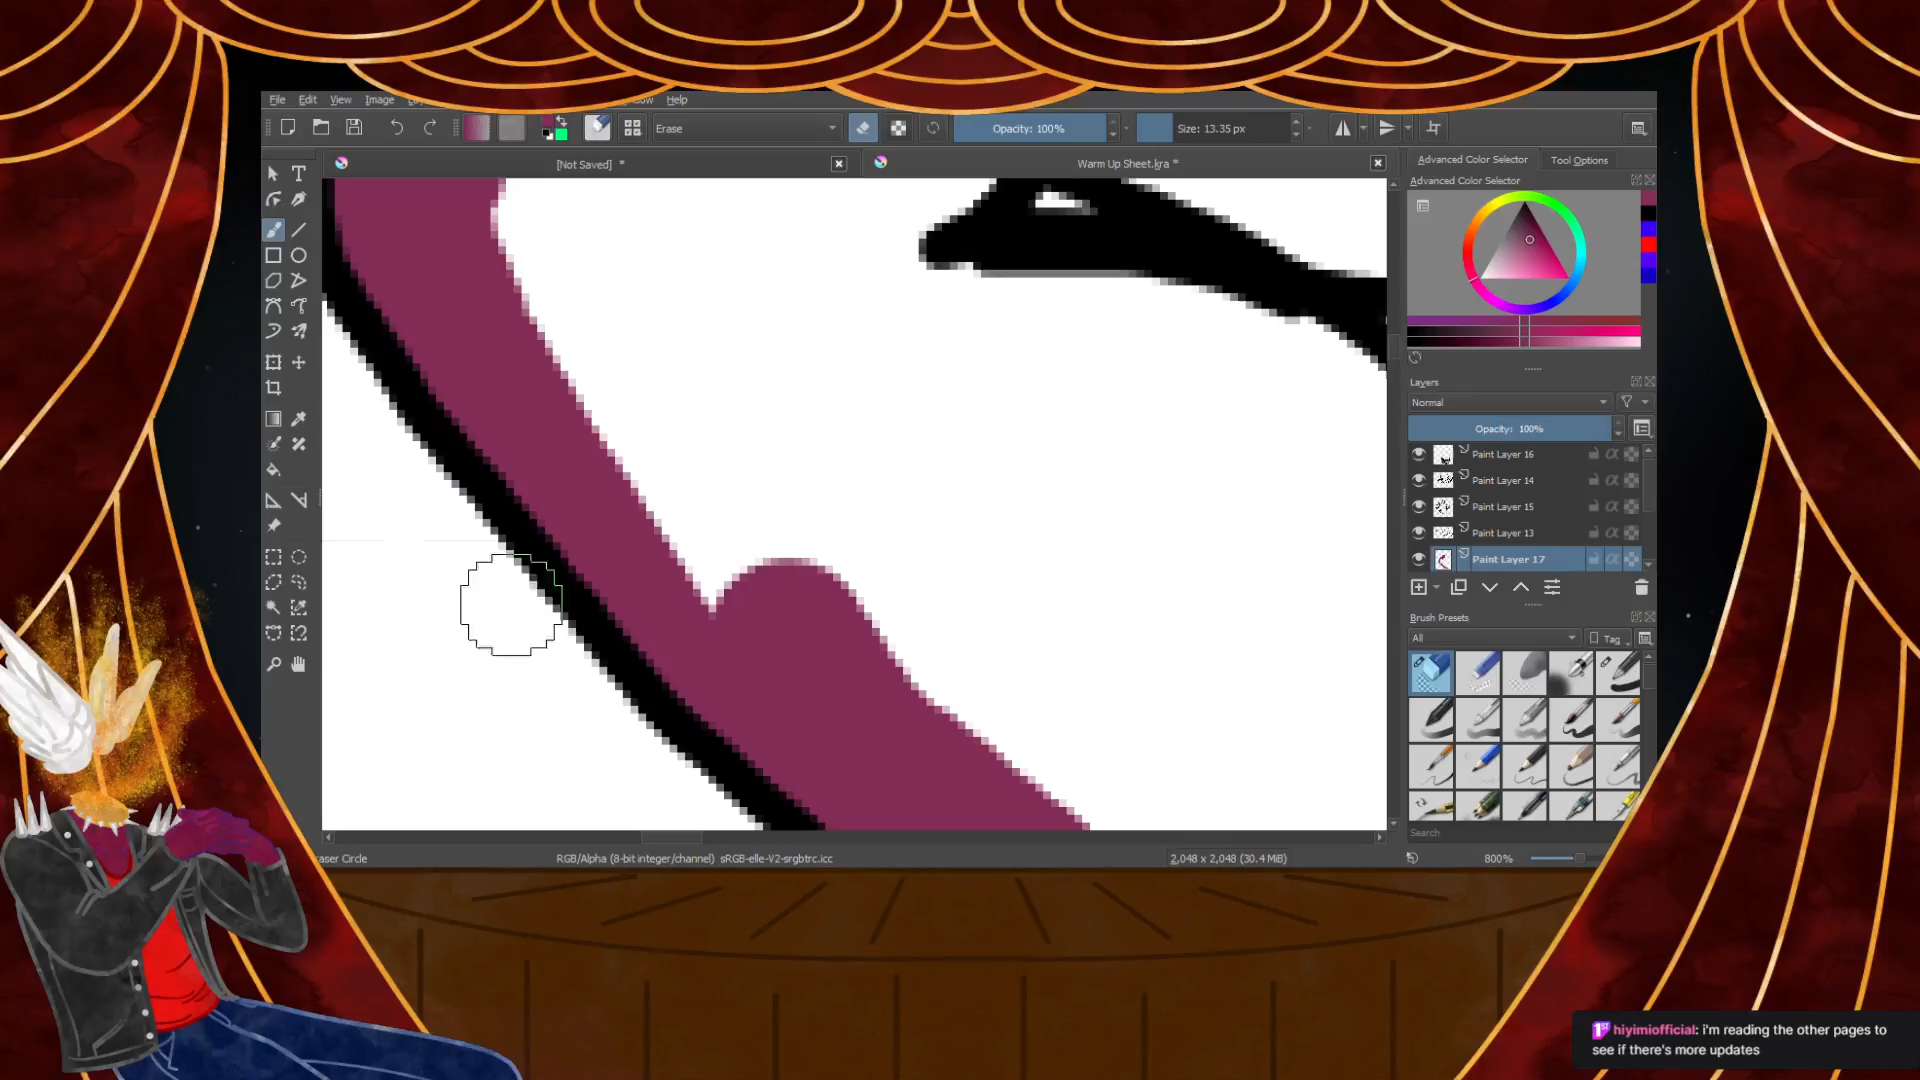 File Edit View Image Help
Erase Opacity: 100% Size: 13.35 px
[Not Saved] * Warm Up Sheet.kra * Advanced Color Selector Tool Options
Advanced Color Selector
Layers
Normal
Opacity: 100%
Paint Layer 16
Paint Layer 14
Paint Layer 15
Paint Layer 13
Paint Layer 17
Brush Presets
All Tag
Search
raser Circle RGB/Alpha (8-bit integer/channel) sRGB-elle-V2-srgbtrc.icc 2,048 x 2,048 (30.4 MiB) 800%
1ST hiyimiofficial: i'm reading the other pages to
see if there's more updates